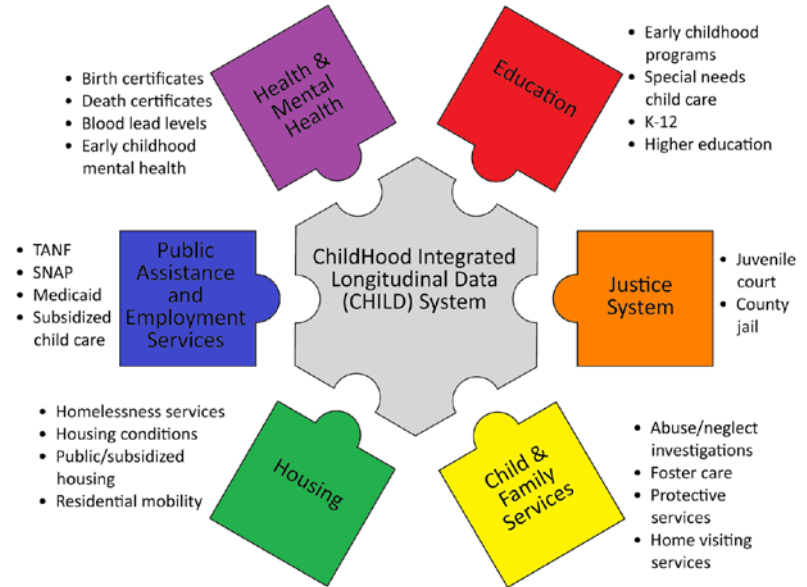 Health &
Mental
Health
• Birth certificates
• Death certificates
• Blood lead levels
• Early childhood
mental health
Education
• Early childhood
programs
• Special needs
child care
• K-12
• Higher education
ChildHood Integrated
Longitudinal Data
(CHILD) System
• TANF
• SNAP
• Medicaid
• Subsidized
child care
Public
Assistance
and
Employment
Services
Justice
System
• Juvenile
court
• County
jail
• Homelessness services
• Housing conditions
• Public/subsidized
housing
• Residential mobility
Housing
Child &
Family
Services
• Abuse/neglect
investigations
• Foster care
• Protective
services
• Home visiting
services